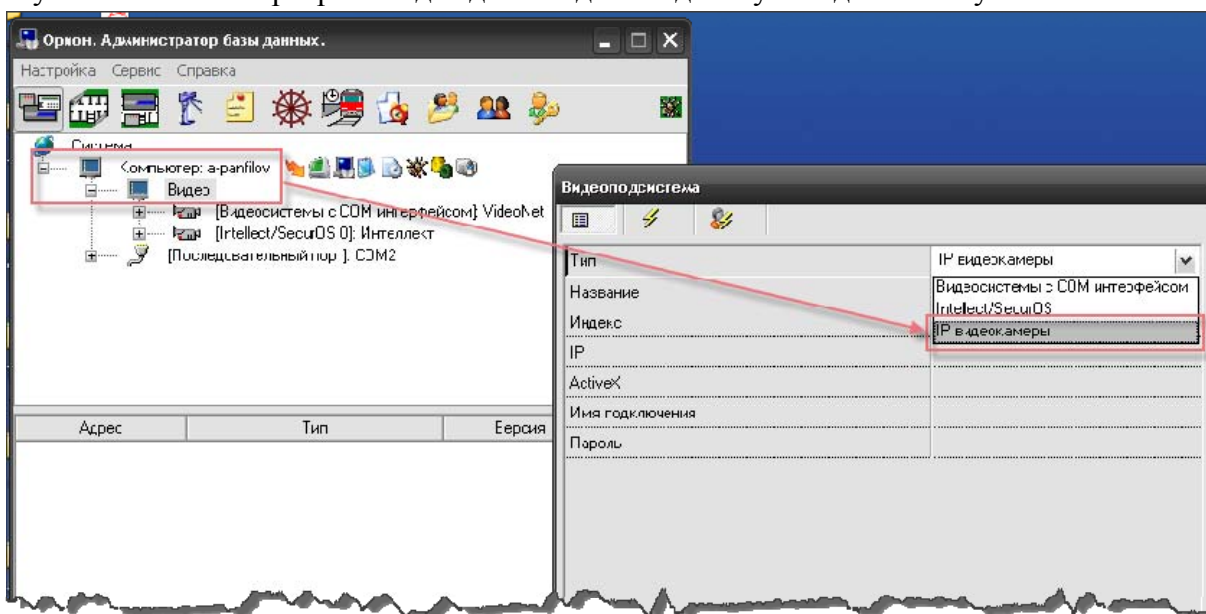 Орион. Администратор базы данных.
Настройка Сервис Справка
Система
Компьютер: a-panfilov
Видео
[Видеосистемы с COM интерфейсом} VideoNet
[Intellect/SecurOS 0]: Интеллект
[Последовательный порт]. COM2
Адрес Тип Версия
Видеоподсистема
Тип IP видеокамеры
Название Видеосистемы с COM интерфейсом
Intellect/SecurOS
Индекс IP видеокамеры
IP
ActiveX
Имя подключения
Пароль